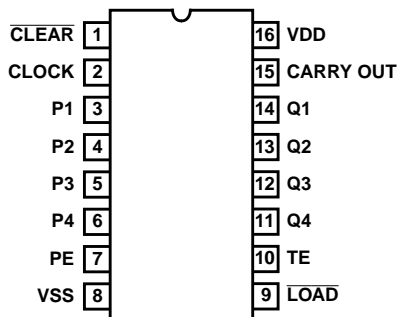 CLEAR 1 16 VDD
CLOCK 2 15 CARRY OUT
P1 3 14 Q1
P2 4 13 Q2
P3 5 12 Q3
P4 6 11 Q4
PE 7 10 TE
VSS 8 9 LOAD